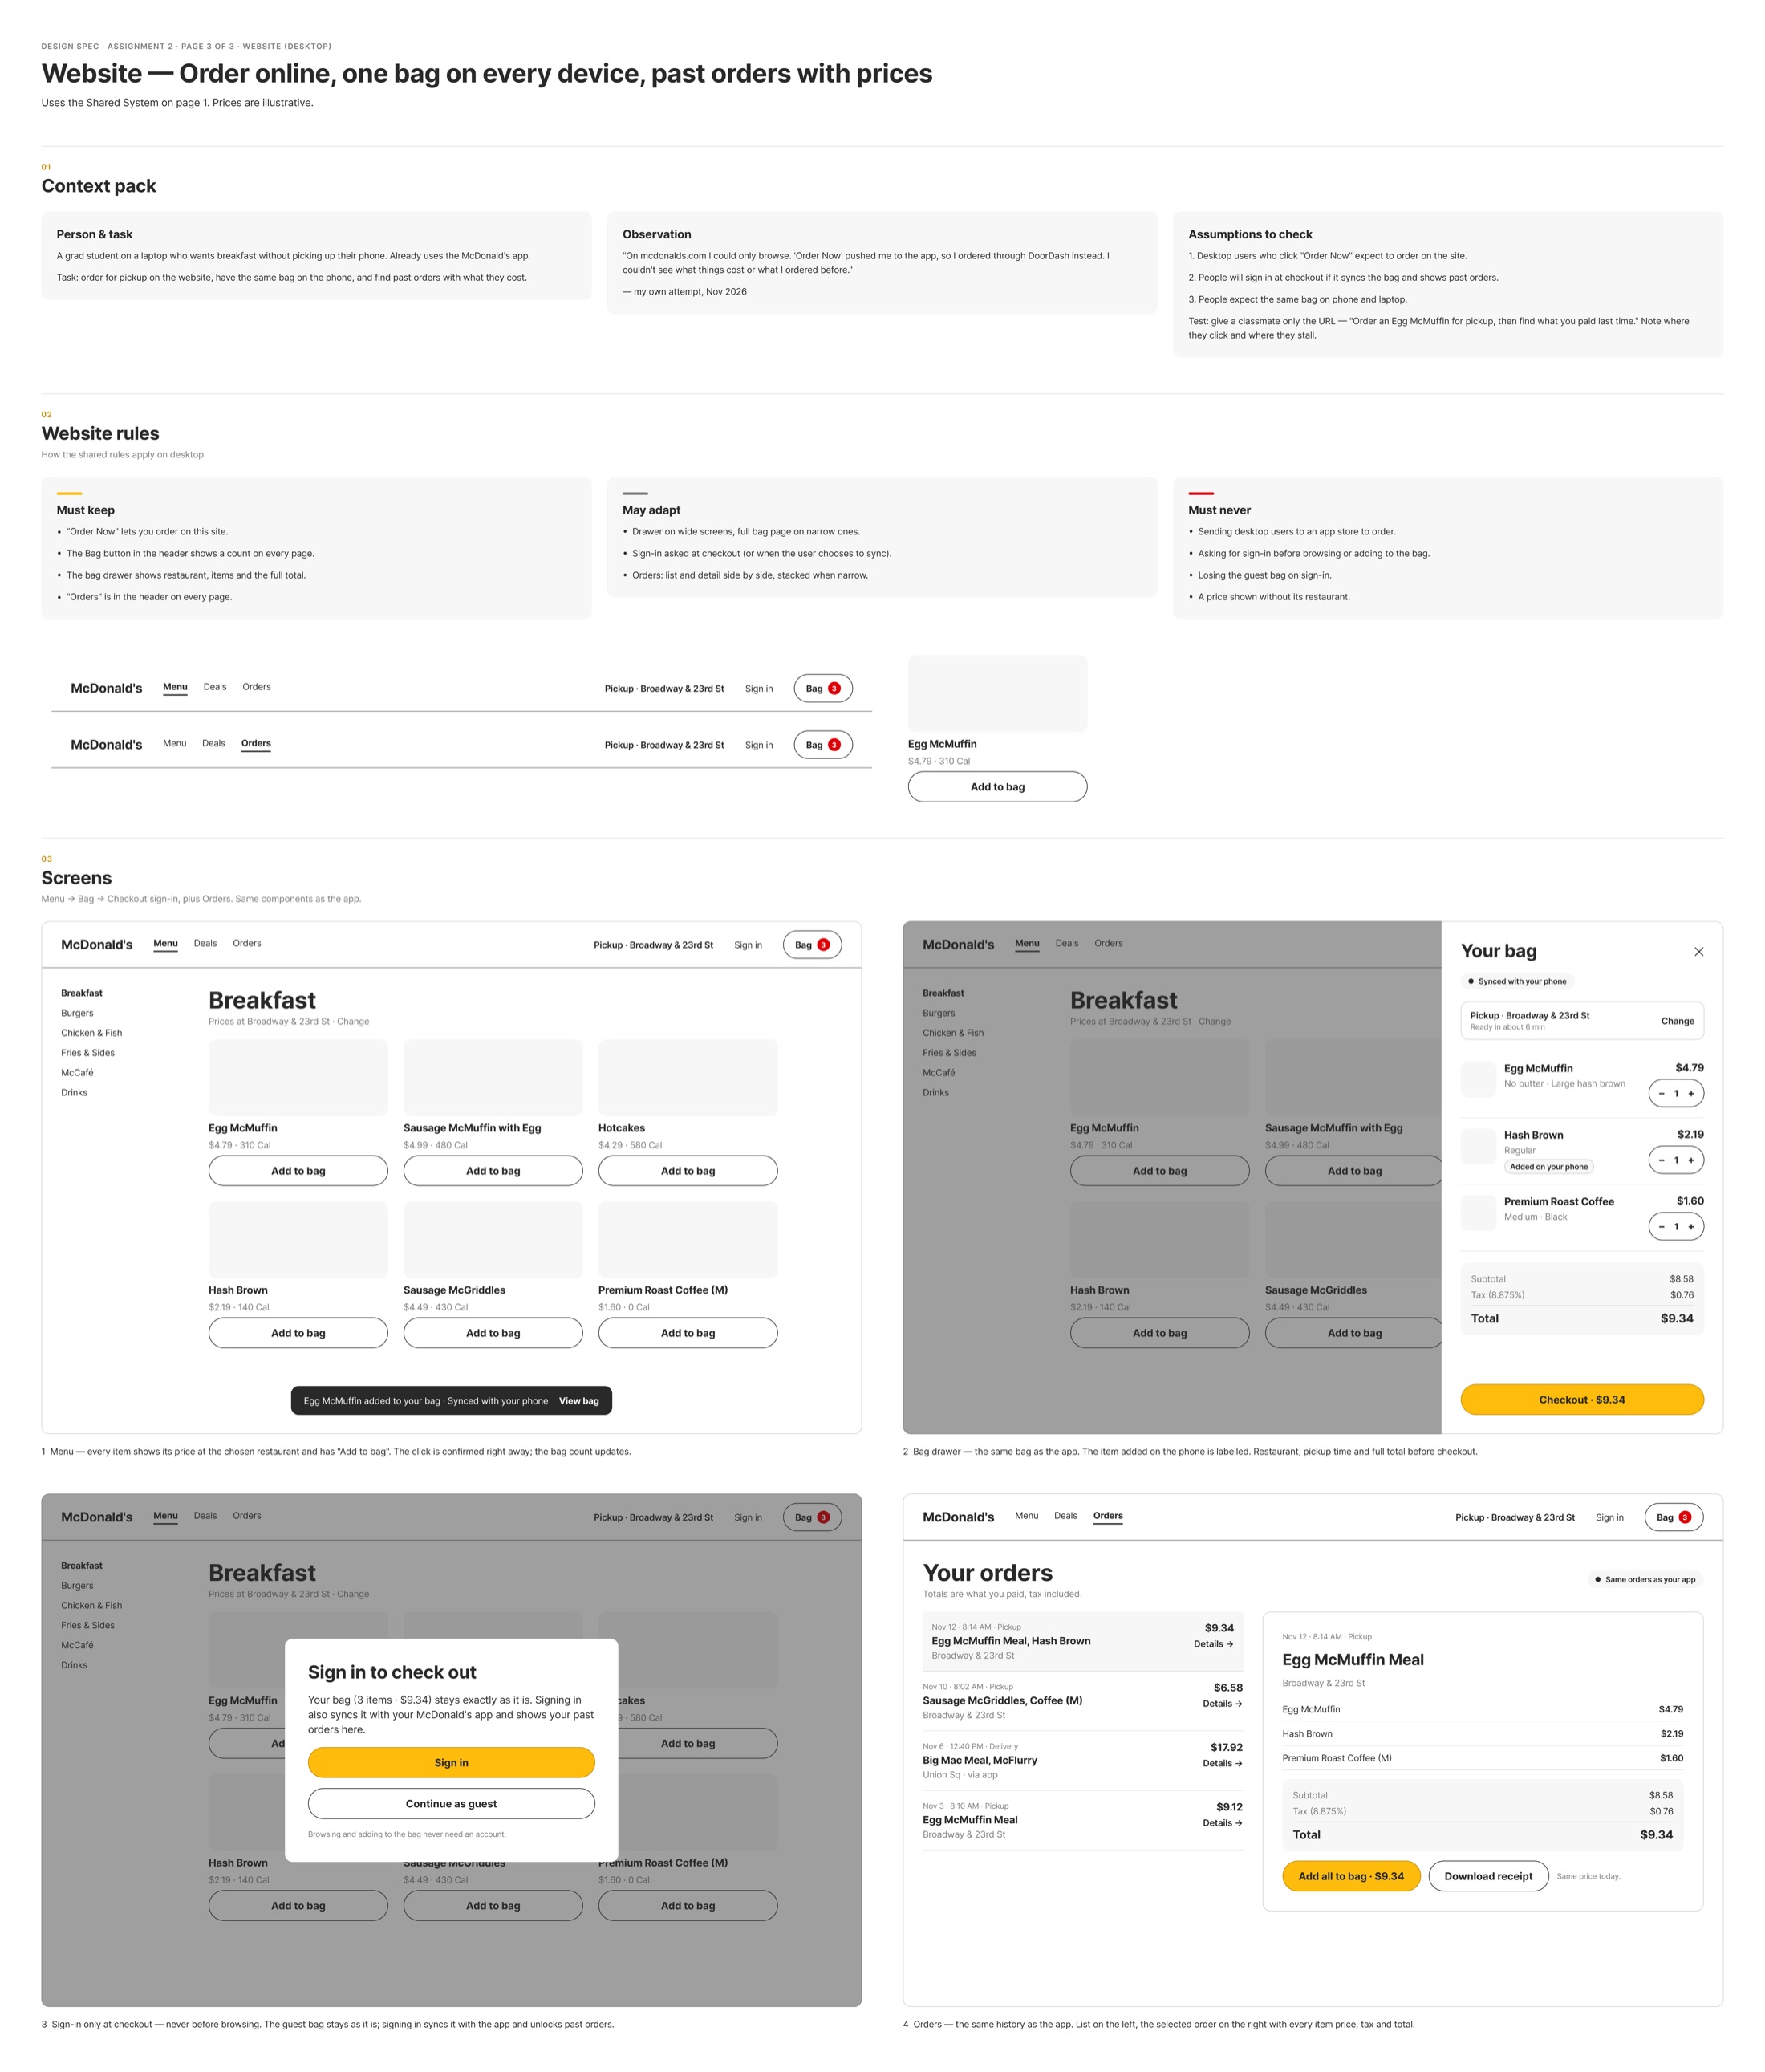 DESIGN SPEC · ASSIGNMENT 2 · PAGE 3 OF 3 · WEBSITE (DESKTOP)
Website — Order online, one bag on every device, past orders with prices
Uses the Shared System on page 1. Prices are illustrative.
01
Context pack
Person & task
A grad student on a laptop who wants breakfast without picking up their phone. Already uses the McDonald's app.
Task: order for pickup on the website, have the same bag on the phone, and find past orders with what they cost.
Observation
"On mcdonalds.com I could only browse. 'Order Now' pushed me to the app, so I ordered through DoorDash instead. I
couldn't see what things cost or what I ordered before."
— my own attempt, Nov 2026
Assumptions to check
1. Desktop users who click "Order Now" expect to order on the site.
2. People will sign in at checkout if it syncs the bag and shows past orders.
3. People expect the same bag on phone and laptop.
Test: give a classmate only the URL — "Order an Egg McMuffin for pickup, then find what you paid last time." Note where
they click and where they stall.
02
Website rules
How the shared rules apply on desktop.
Must keep
• "Order Now" lets you order on this site.
• The Bag button in the header shows a count on every page.
• The bag drawer shows restaurant, items and the full total.
• "Orders" is in the header on every page.
May adapt
• Drawer on wide screens, full bag page on narrow ones.
• Sign-in asked at checkout (or when the user chooses to sync).
• Orders: list and detail side by side, stacked when narrow.
Must never
• Sending desktop users to an app store to order.
• Asking for sign-in before browsing or adding to the bag.
• Losing the guest bag on sign-in.
• A price shown without its restaurant.
McDonald's Menu Deals Orders Pickup · Broadway & 23rd St Sign in Bag 3
McDonald's Menu Deals Orders Pickup · Broadway & 23rd St Sign in Bag 3
Egg McMuffin
$4.79 · 310 Cal
Add to bag
03
Screens
Menu → Bag → Checkout sign-in, plus Orders. Same components as the app.
McDonald's Menu Deals Orders Pickup · Broadway & 23rd St Sign in Bag 3
Breakfast
Burgers
Chicken & Fish
Fries & Sides
McCafé
Drinks
Breakfast
Prices at Broadway & 23rd St · Change
Egg McMuffin Sausage McMuffin with Egg Hotcakes
$4.79 · 310 Cal $4.99 · 480 Cal $4.29 · 580 Cal
Add to bag Add to bag Add to bag
Hash Brown Sausage McGriddles Premium Roast Coffee (M)
$2.19 · 140 Cal $4.49 · 430 Cal $1.60 · 0 Cal
Add to bag Add to bag Add to bag
Egg McMuffin added to your bag · Synced with your phone View bag
1 Menu — every item shows its price at the chosen restaurant and has "Add to bag". The click is confirmed right away; the bag count updates.
McDonald's Menu Deals Orders
Breakfast
Burgers
Chicken & Fish
Fries & Sides
McCafé
Drinks
Breakfast
Prices at Broadway & 23rd St · Change
Egg McMuffin Sausage McMuffin with Egg
$4.79 · 310 Cal $4.99 · 480 Cal
Add to bag Add to bag
Hash Brown Sausage McGriddles
$2.19 · 140 Cal $4.49 · 430 Cal
Add to bag Add to bag
Your bag
Synced with your phone
Pickup · Broadway & 23rd St
Ready in about 6 min
Change
Egg McMuffin $4.79
No butter · Large hash brown
− 1 +
Hash Brown $2.19
Regular
Added on your phone
− 1 +
Premium Roast Coffee $1.60
Medium · Black
− 1 +
Subtotal $8.58
Tax (8.875%) $0.76
Total $9.34
Checkout · $9.34
2 Bag drawer — the same bag as the app. The item added on the phone is labelled. Restaurant, pickup time and full total before checkout.
McDonald's Menu Deals Orders Pickup · Broadway & 23rd St Sign in Bag 3
Breakfast
Burgers
Chicken & Fish
Fries & Sides
McCafé
Drinks
Breakfast
Prices at Broadway & 23rd St · Change
Egg McMuffin cakes
$4.79 · 310 Cal 9 · 580 Cal
Add to bag
Hash Brown Sausage McGriddles Premium Roast Coffee (M)
$2.19 · 140 Cal $4.49 · 430 Cal $1.60 · 0 Cal
Add to bag Add to bag Add to bag
Sign in to check out
Your bag (3 items · $9.34) stays exactly as it is. Signing in
also syncs it with your McDonald's app and shows your past
orders here.
Sign in
Continue as guest
Browsing and adding to the bag never need an account.
3 Sign-in only at checkout — never before browsing. The guest bag stays as it is; signing in syncs it with the app and unlocks past orders.
McDonald's Menu Deals Orders Pickup · Broadway & 23rd St Sign in Bag 3
Your orders
Totals are what you paid, tax included.
Same orders as your app
Nov 12 · 8:14 AM · Pickup $9.34
Egg McMuffin Meal, Hash Brown Details →
Broadway & 23rd St
Nov 10 · 8:02 AM · Pickup $6.58
Sausage McGriddles, Coffee (M) Details →
Broadway & 23rd St
Nov 6 · 12:40 PM · Delivery $17.92
Big Mac Meal, McFlurry Details →
Union Sq · via app
Nov 3 · 8:10 AM · Pickup $9.12
Egg McMuffin Meal Details →
Broadway & 23rd St
Nov 12 · 8:14 AM · Pickup
Egg McMuffin Meal
Broadway & 23rd St
Egg McMuffin $4.79
Hash Brown $2.19
Premium Roast Coffee (M) $1.60
Subtotal $8.58
Tax (8.875%) $0.76
Total $9.34
Add all to bag · $9.34 Download receipt Same price today.
4 Orders — the same history as the app. List on the left, the selected order on the right with every item price, tax and total.